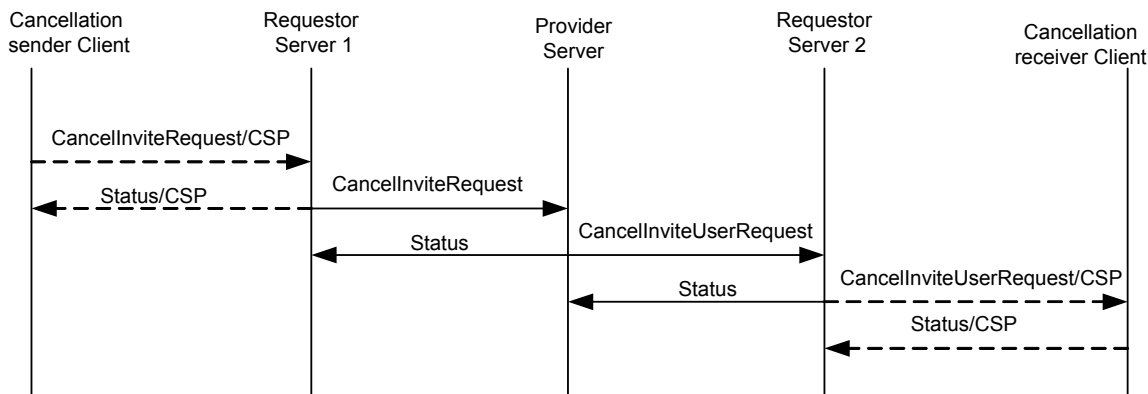 Cancellation
sender Client
Requestor
Server 1
Provider
Server
Requestor
Server 2
Cancellation
receiver Client
CancelInviteRequest/CSP
Status/CSP
CancelInviteRequest
Status
CancelInviteUserRequest
Status
CancelInviteUserRequest/CSP
Status/CSP